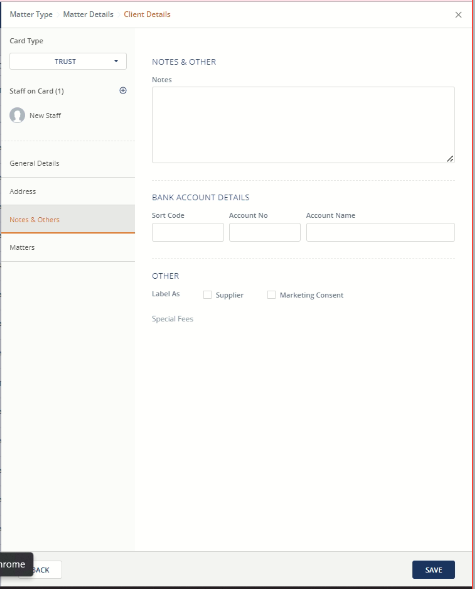 Matter Type Matter Details Client Details
Card Type
TRUST
Staff on Card (1)
New Staff
General Details
Address
Notes & Others
Matters
NOTES & OTHER
Notes
BANK ACCOUNT DETAILS
Sort Code Account No Account Name
OTHER
Label As Supplier Marketing Consent
Special Fees
BACK SAVE